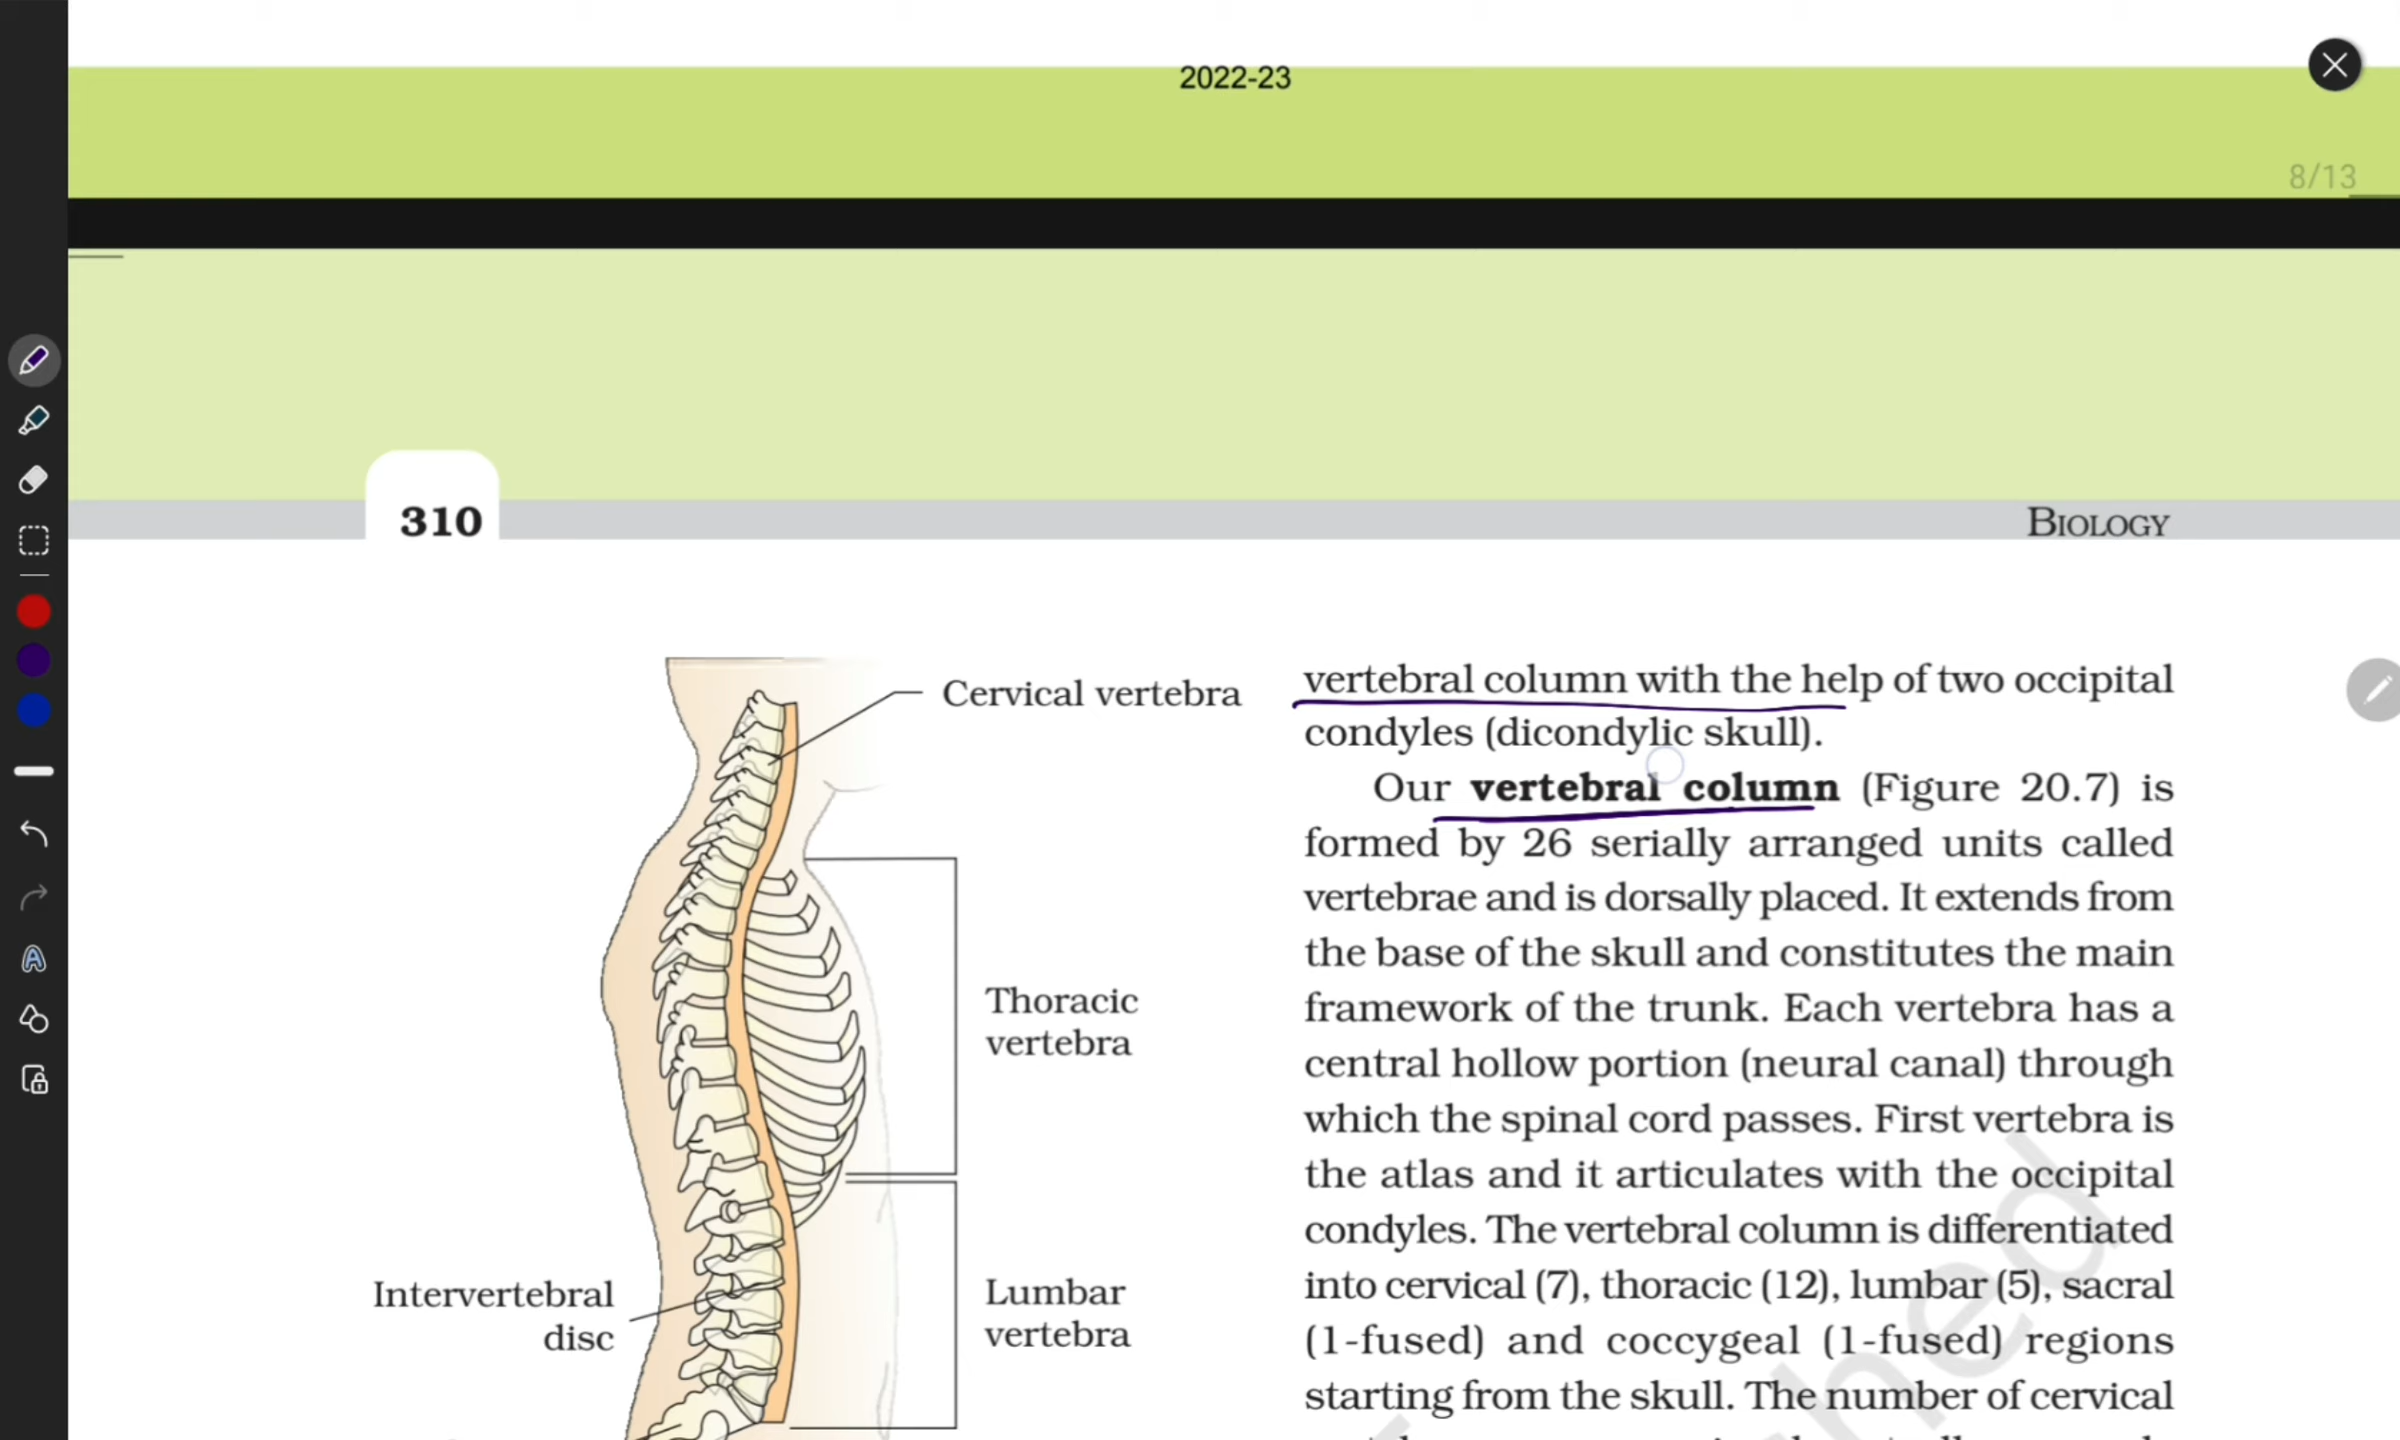 2022-23
8/13
310
BIOLOGY
Cervical vertebra
Thoracic
vertebra
Intervertebral
disc
Lumbar
vertebra
vertebral column with the help of two occipital
condyles (dicondylic skull).
Our vertebral column (Figure 20.7) is
formed by 26 serially arranged units called
vertebrae and is dorsally placed. It extends from
the base of the skull and constitutes the main
framework of the trunk. Each vertebra has a
central hollow portion (neural canal) through
which the spinal cord passes. First vertebra is
the atlas and it articulates with the occipital
condyles. The vertebral column is differentiated
into cervical (7), thoracic (12), lumbar (5), sacral
(1-fused) and coccygeal (1-fused) regions
starting from the skull. The number of cervical